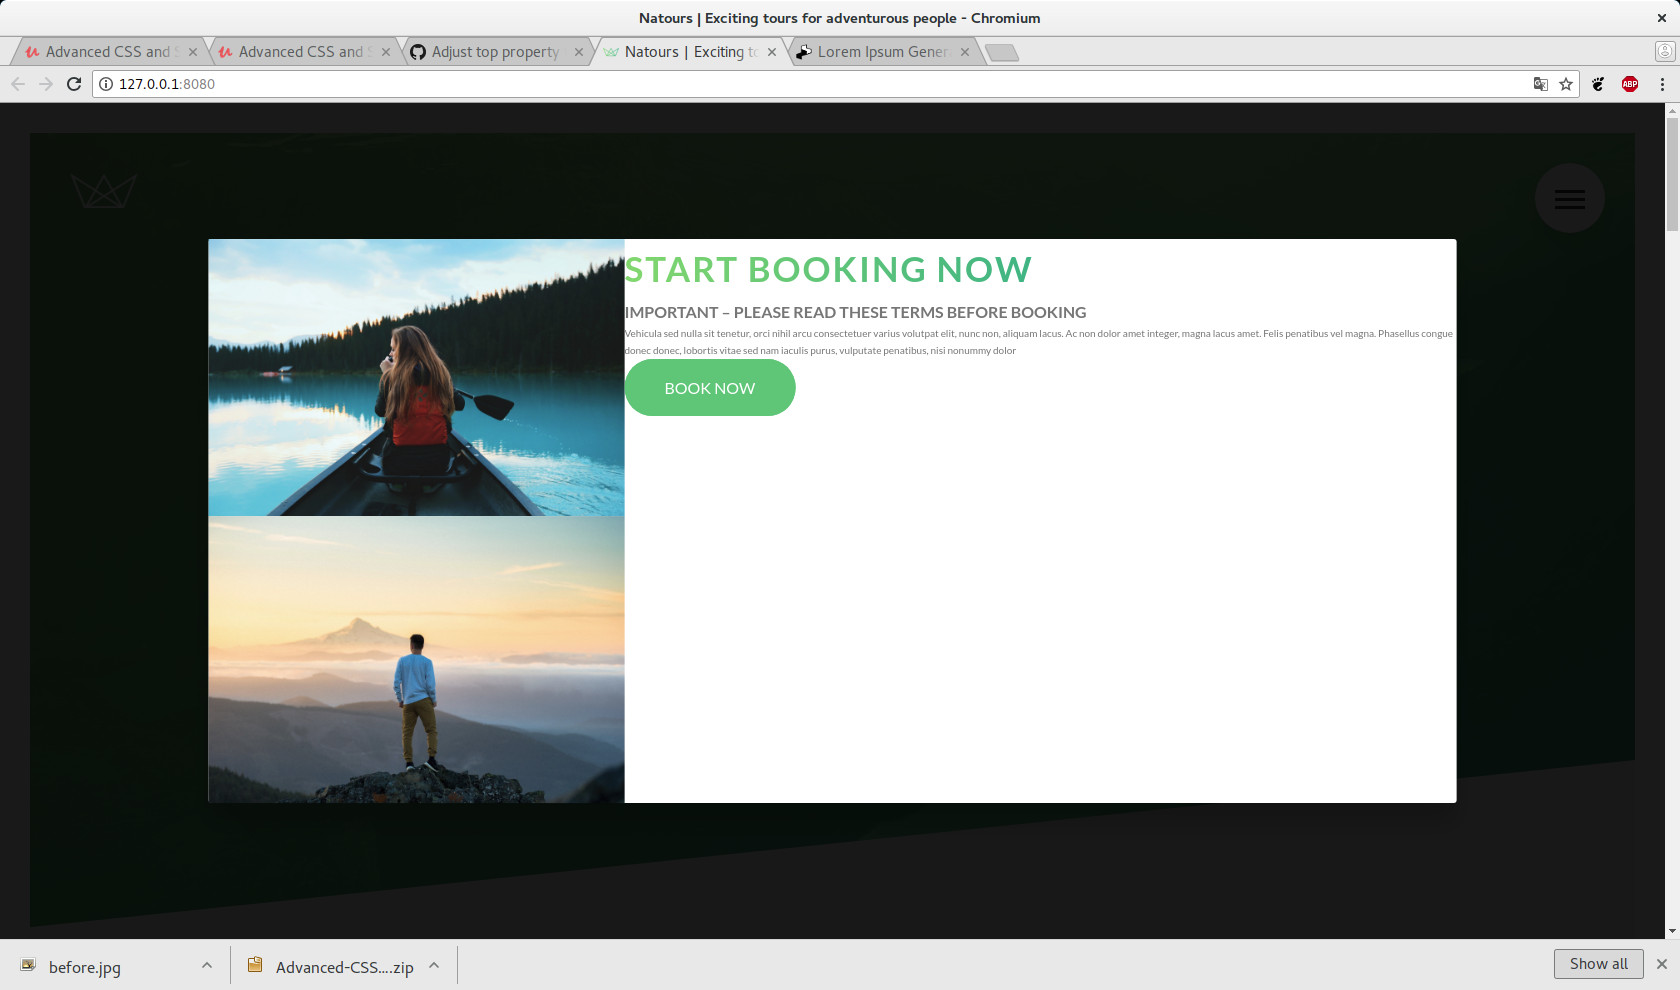 Natours | Exciting tours for adventurous people - Chromium
Advanced CSS and S
Advanced CSS and S
Adjust top property
Natours | Exciting to
Lorem Ipsum Gener
127.0.0.1:8080
ABP
START BOOKING NOW
IMPORTANT – PLEASE READ THESE TERMS BEFORE BOOKING
Vehicula sed nulla sit tenetur, orci nihil arcu consectetuer varius volutpat elit, nunc non, aliquam lacus. Ac non dolor amet integer, magna lacus amet. Felis penatibus vel magna. Phasellus congue
donec donec, lobortis vitae sed nam iaculis purus, vulputate penatibus, nisi nonummy dolor
BOOK NOW
before.jpg
Advanced-CSS....zip
Show all